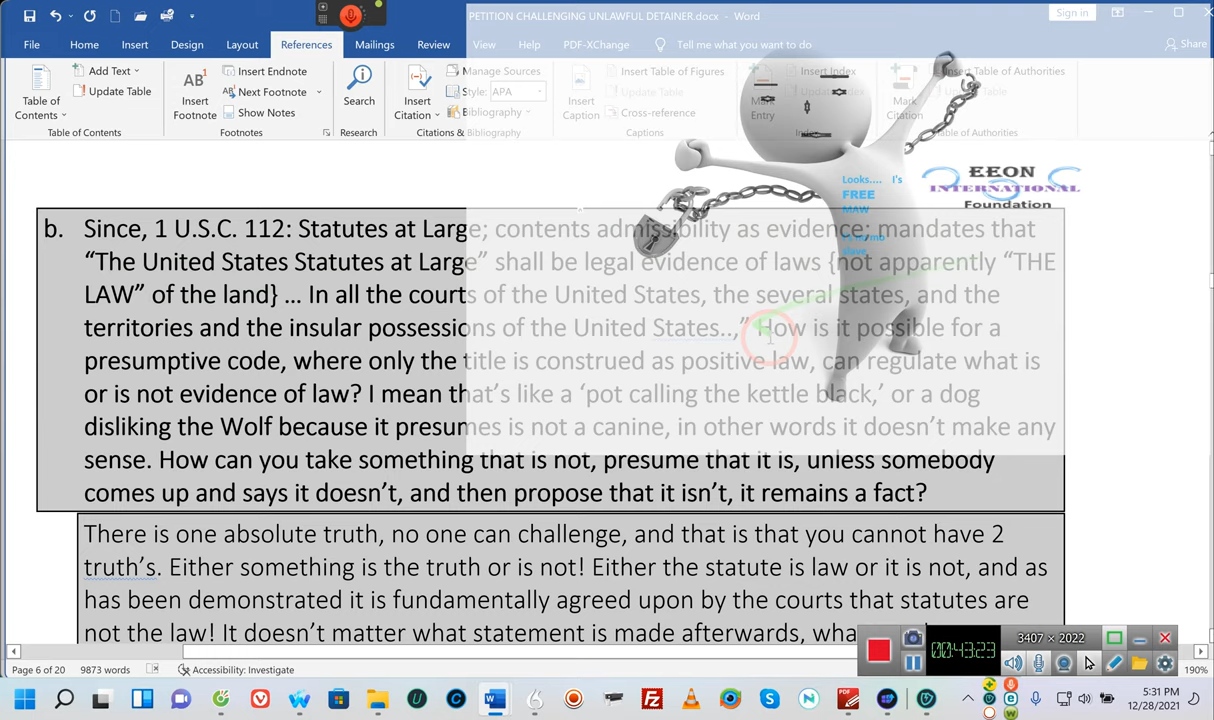 PETITION CHALLENGING UNLAWFUL DETAINER.docx - Word
Sign in
File Home Insert Design Layout References Mailings Review View Help PDF-XChange Tell me what you want to do Share
Table of Contents
Add Text
Update Table
Table of Contents
AB1
Insert Footnote
Insert Endnote
Next Footnote
Show Notes
Footnotes
Search
Research
Insert Citation
Manage Sources
Style: APA
Bibliography
Citations & Bibliography
Insert Caption
Insert Table of Figures
Update Table
Cross-reference
Captions
Mark Entry
Insert Index
Update Index
Mark Citation
Insert Table of Authorities
Update Table
Table of Authorities
Looks.... I's
FREE
MAW
slave
EEON
INTERNATIONAL
Foundation
b. Since, 1 U.S.C. 112: Statutes at Large; contents admissibility as evidence; mandates that
“The United States Statutes at Large” shall be legal evidence of laws {not apparently “THE
LAW” of the land} … In all the courts of the United States, the several states, and the
territories and the insular possessions of the United States..,” How is it possible for a
presumptive code, where only the title is construed as positive law, can regulate what is
or is not evidence of law? I mean that’s like a ‘pot calling the kettle black,’ or a dog
disliking the Wolf because it presumes is not a canine, in other words it doesn’t make any
sense. How can you take something that is not, presume that it is, unless somebody
comes up and says it doesn’t, and then propose that it isn’t, it remains a fact?
There is one absolute truth, no one can challenge, and that is that you cannot have 2
truth’s. Either something is the truth or is not! Either the statute is law or it is not, and as
has been demonstrated it is fundamentally agreed upon by the courts that statutes are
not the law! It doesn’t matter what statement is made afterwards,
3407 × 2022
00:43:23
Page 6 of 20 9873 words Accessibility: Investigate 190%
5:31 PM
12/28/2021